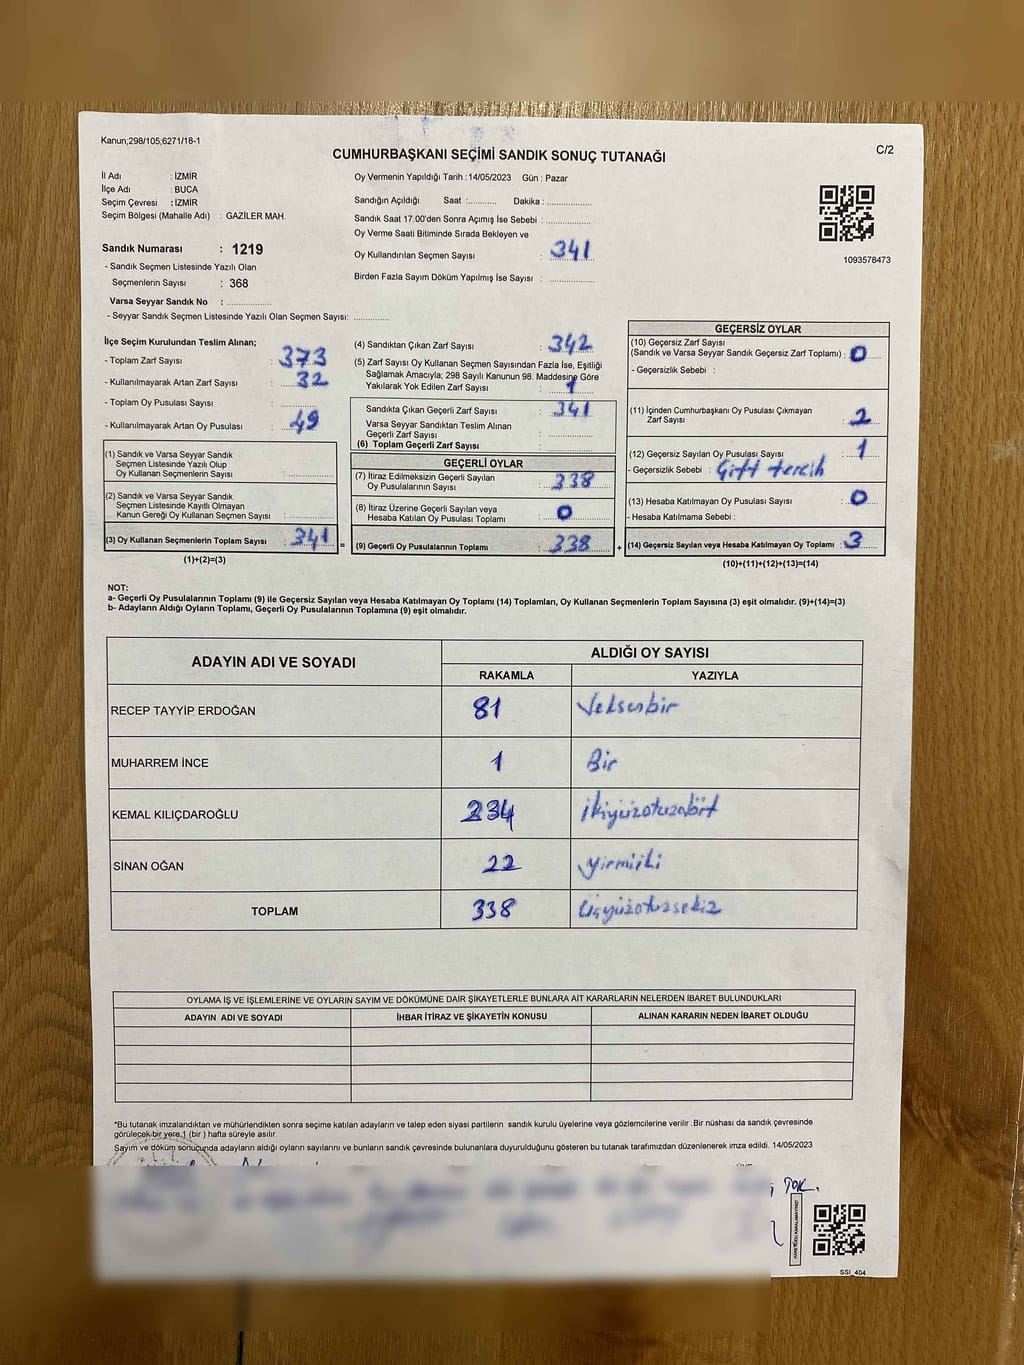 Kanun;298/105,6271/18-1
CUMHURBAŞKANI SEÇİMİ SANDIK SONUÇ TUTANAĞI
C/2
İl Adı : İZMİR
İlçe Adı : BUCA
Seçim Çevresi : İZMİR
Seçim Bölgesi (Mahalle Adı) : GAZİLER MAH.
Sandık Numarası : 1219
- Sandık Seçmen Listesinde Yazılı Olan
Seçmenlerin Sayısı : 368
Varsa Seyyar Sandık No : ..................
- Seyyar Sandık Seçmen Listesinde Yazılı Olan Seçmen Sayısı: ..............
Oy Vermenin Yapıldığı Tarih : 14/05/2023 Gün : Pazar
Sandığın Açıldığı Saat :........... Dakika : ..................
Sandık Saat 17:00'den Sonra Açımış İse Sebebi : ..................
Oy Verme Saati Bitiminde Sırada Bekleyen ve
Oy Kullandırılan Seçmen Sayısı : 341
Birden Fazla Sayım Döküm Yapılmış İse Sayısı : ..................
1093578473
İlçe Seçim Kurulundan Teslim Alınan;
- Toplam Zarf Sayısı : 373
- Kullanılmayarak Artan Zarf Sayısı : 32
- Toplam Oy Pusulası Sayısı : ..............
- Kullanılmayarak Artan Oy Pusulası : 49
(1) Sandık ve Varsa Seyyar Sandık
Seçmen Listesinde Yazılı Olup
Oy Kullanan Seçmenlerin Sayısı : ..................
(2) Sandık ve Varsa Seyyar Sandık
Seçmen Listesinde Kayıtlı Olmayan
Kanun Gereği Oy Kullanan Seçmen Sayısı : ..................
(3) Oy Kullanan Seçmenlerin Toplam Sayısı : 341 =
(1)+(2)=(3)
(4) Sandıktan Çıkan Zarf Sayısı : 342
(5) Zarf Sayısı Oy Kullanan Seçmen Sayısından Fazla İse, Eşitliği
Sağlamak Amacıyla; 298 Sayılı Kanunun 98. Maddesine Göre
Yakılarak Yok Edilen Zarf Sayısı : 1
Sandıkta Çıkan Geçerli Zarf Sayısı : 341
Varsa Seyyar Sandıktan Teslim Alınan
Geçerli Zarf Sayısı : ..................
(6) Toplam Geçerli Zarf Sayısı : ..................
GEÇERLİ OYLAR
(7) İtiraz Edilmeksizin Geçerli Sayılan
Oy Pusulalarının Sayısı : 338
(8) İtiraz Üzerine Geçerli Sayılan veya
Hesaba Katılan Oy Pusulası Toplamı : 0
(9) Geçerli Oy Pusulalarının Toplamı : 338 +
GEÇERSİZ OYLAR
(10) Geçersiz Zarf Sayısı
(Sandık ve Varsa Seyyar Sandık Geçersiz Zarf Toplamı) : 0
- Geçersizlik Sebebi :
(11) İçinden Cumhurbaşkanı Oy Pusulası Çıkmayan
Zarf Sayısı : 2
(12) Geçersiz Sayılan Oy Pusulası Sayısı : 1
- Geçersizlik Sebebi : Çift tercih
(13) Hesaba Katılmayan Oy Pusulası Sayısı : 0
- Hesaba Katılmama Sebebi :
(14) Geçersiz Sayılan veya Hesaba Katılmayan Oy Toplamı : 3
(10)+(11)+(12)+(13)=(14)
NOT:
a- Geçerli Oy Pusulalarının Toplamı (9) ile Geçersiz Sayılan veya Hesaba Katılmayan Oy Toplamı (14) Toplamları, Oy Kullanan Seçmenlerin Toplam Sayısına (3) eşit olmalıdır. (9)+(14)=(3)
b- Adayların Aldığı Oyların Toplamı, Geçerli Oy Pusulalarının Toplamına (9) eşit olmalıdır.
ADAYIN ADI VE SOYADI
ALDIĞI OY SAYISI
RAKAMLA YAZIYLA
RECEP TAYYİP ERDOĞAN 81 Seksenbir
MUHARREM İNCE 1 Bir
KEMAL KILIÇDAROĞLU 234 İkiyüzotuzdört
SİNAN OĞAN 22 Yirmiiki
TOPLAM 338 Üçyüzotuzsekiz
OYLAMA İŞ VE İŞLEMLERİNE VE OYLARIN SAYIM VE DÖKÜMÜNE DAİR ŞİKAYETLERLE BUNLARA AİT KARARLARIN NELERDEN İBARET BULUNDUKLARI
ADAYIN ADI VE SOYADI İHBAR İTİRAZ VE ŞİKAYETİN KONUSU ALINAN KARARIN NEDEN İBARET OLDUĞU
*Bu tutanak imzalandıktan ve mühürlendikten sonra seçime katılan adayların ve talep eden siyasi partilerin sandık kurulu üyelerine veya gözlemcilerine verilir .Bir nüshası da sandık çevresinde
görülecek bir yere 1 (bir ) hafta süreyle asılır.
Sayım ve döküm sonucunda adayların aldığı oyların sayılarını ve bunların sandık çevresinde bulunanlara duyurulduğunu gösteren bu tutanak tarafımızdan düzenlenerek imza edildi. 14/05/2023
TOK.
SSİ_404